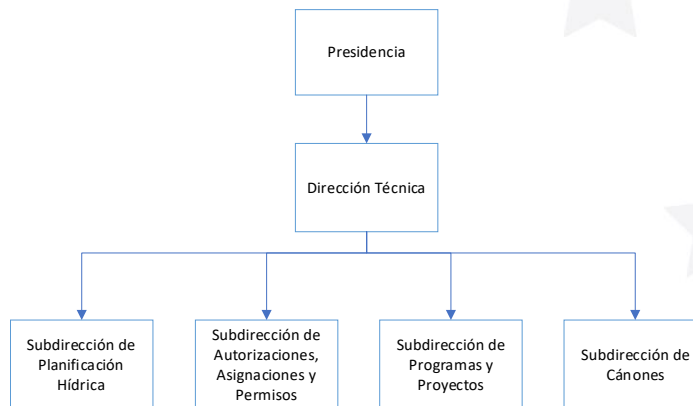 Presidencia
Dirección Técnica
Subdirección de
Planificación
Hídrica
Subdirección de
Autorizaciones,
Asignaciones y
Permisos
Subdirección de
Programas y
Proyectos
Subdirección de
Cánones